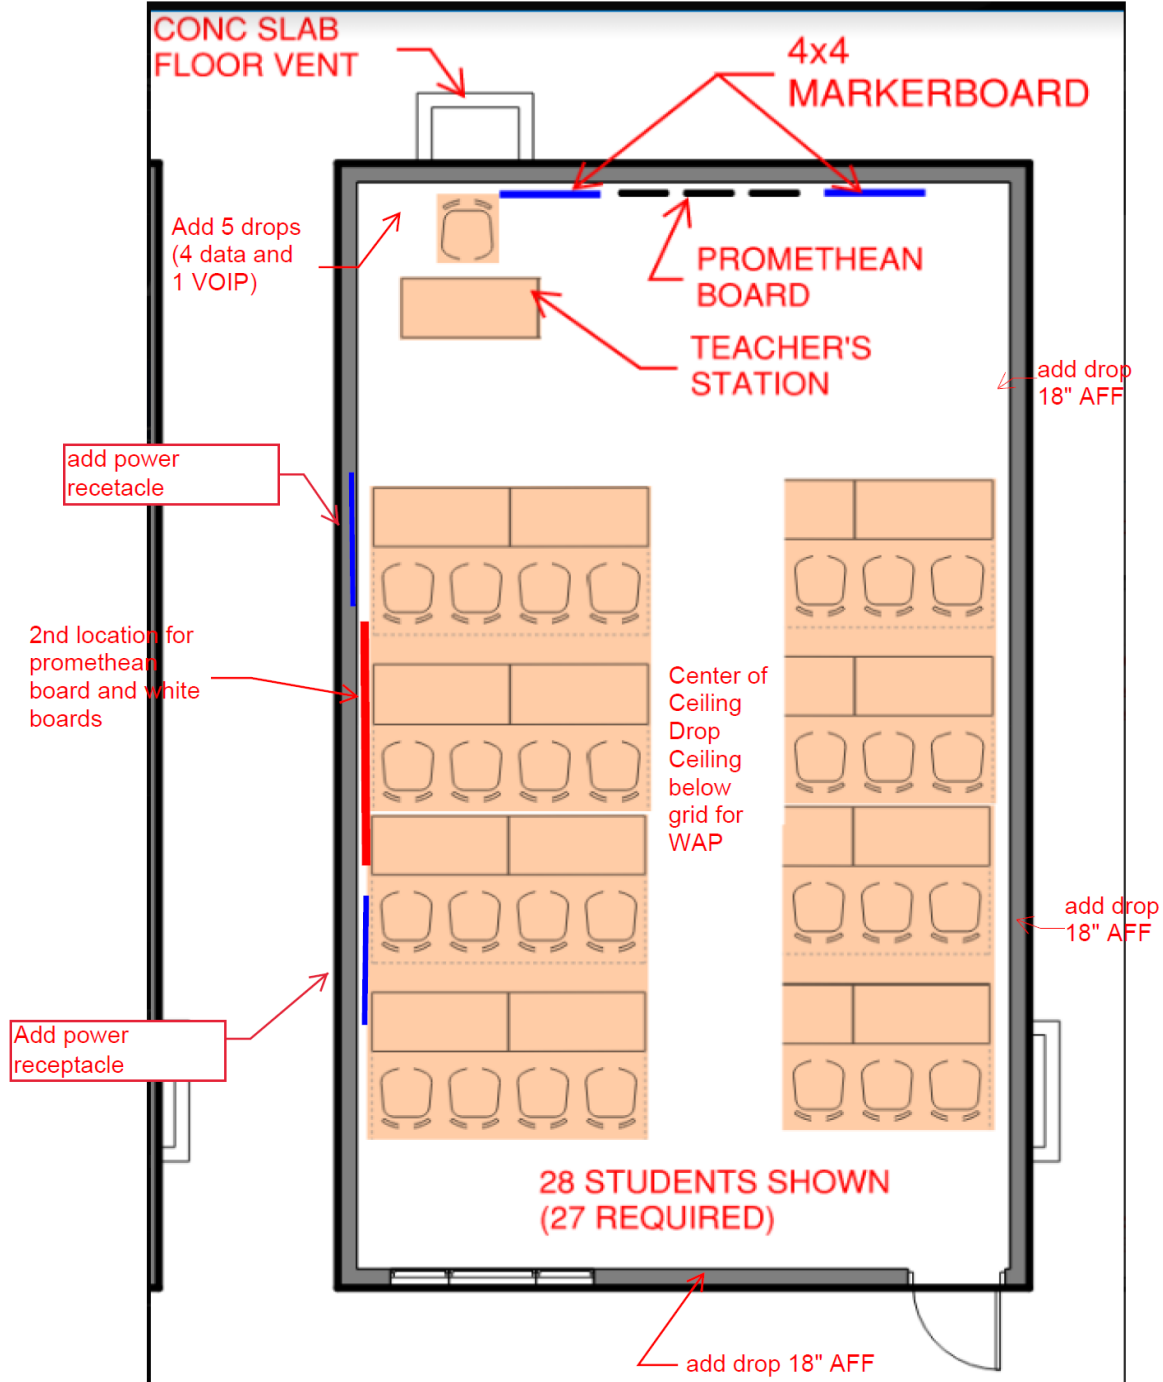 CONC SLAB
FLOOR VENT
4x4
MARKERBOARD
Add 5 drops
(4 data and
1 VOIP)
PROMETHEAN
BOARD
TEACHER'S
STATION
add drop
18" AFF
add power
recetacle
2nd location for
promethean
board and white
boards
Center of
Ceiling
Drop
Ceiling
below
grid for
WAP
add drop
18" AFF
Add power
receptacle
28 STUDENTS SHOWN
(27 REQUIRED)
add drop 18" AFF